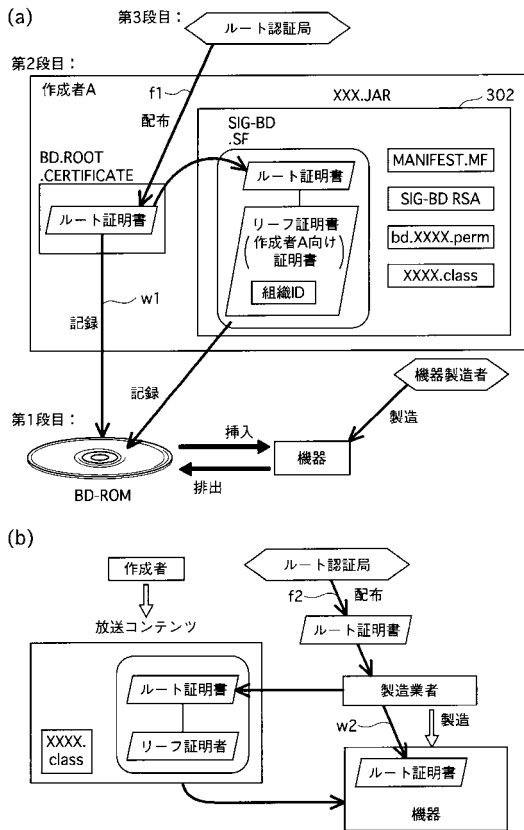 (a)
第3段目：
ルート認証局
第2段目：
作成者A
f1
配布
XXX.JAR
302
BD.ROOT
.CERTIFICATE
ルート証明書
SIG-BD
.SF
ルート証明書
リーフ証明書
(作成者A向け
証明書)
組織ID
MANIFEST.MF
SIG-BD RSA
bd.XXXX.perm
XXXX.class
w1
記録
記録
機器製造者
製造
第1段目：
挿入
機器
排出
BD-ROM
(b)
作成者
ルート認証局
f2
配布
放送コンテンツ
ルート証明書
ルート証明書
製造業者
XXXX.
class
リーフ証明者
w2
製造
ルート証明書
機器